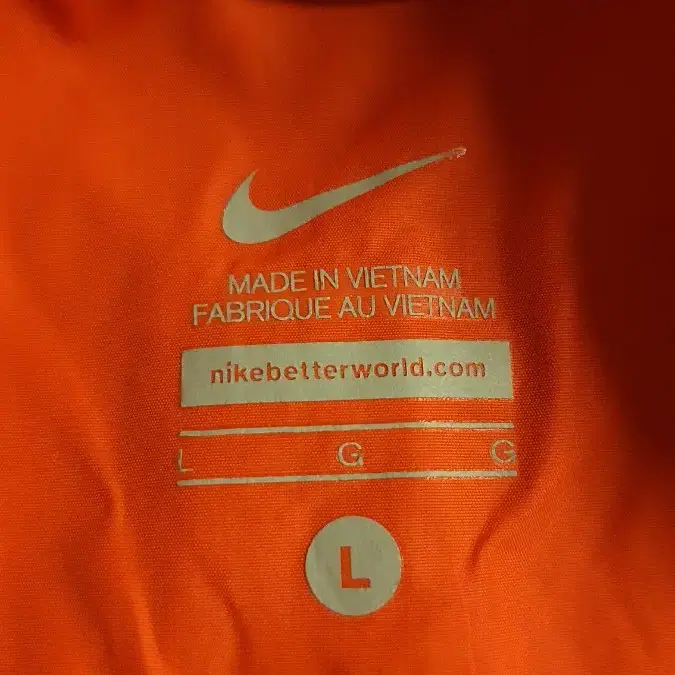 MADE IN VIETNAM
FABRIQUE AU VIETNAM
nikebetterworld.com
L G G
L